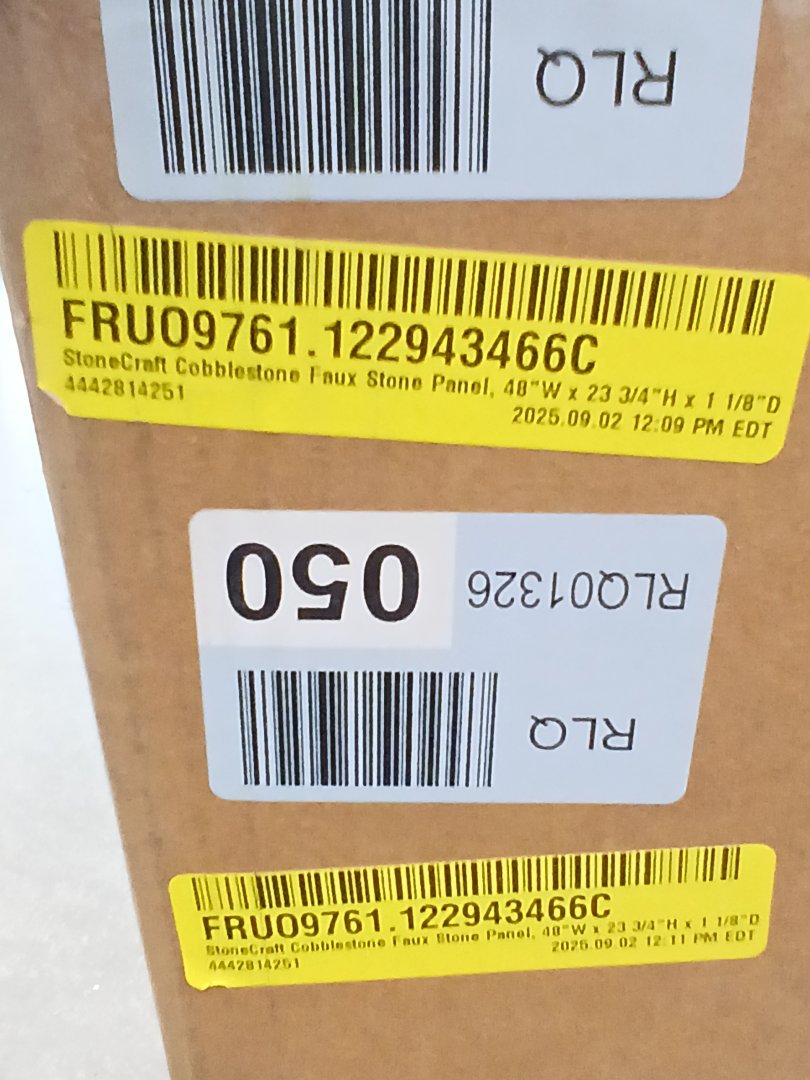 RLQ
FRUO9761.122943466C
StoneCraft Cobblestone Faux Stone Panel, 48"W x 23 3/4"H x 1 1/8"D
4442814251
2025.09.02 12:09 PM EDT
050
RLQ01326
RLQ
FRUO9761.122943466C
StoneCraft Cobblestone Faux Stone Panel, 48"W x 23 3/4"H x 1 1/8"D
2025.09.02 12:11 PM EDT
4442814251